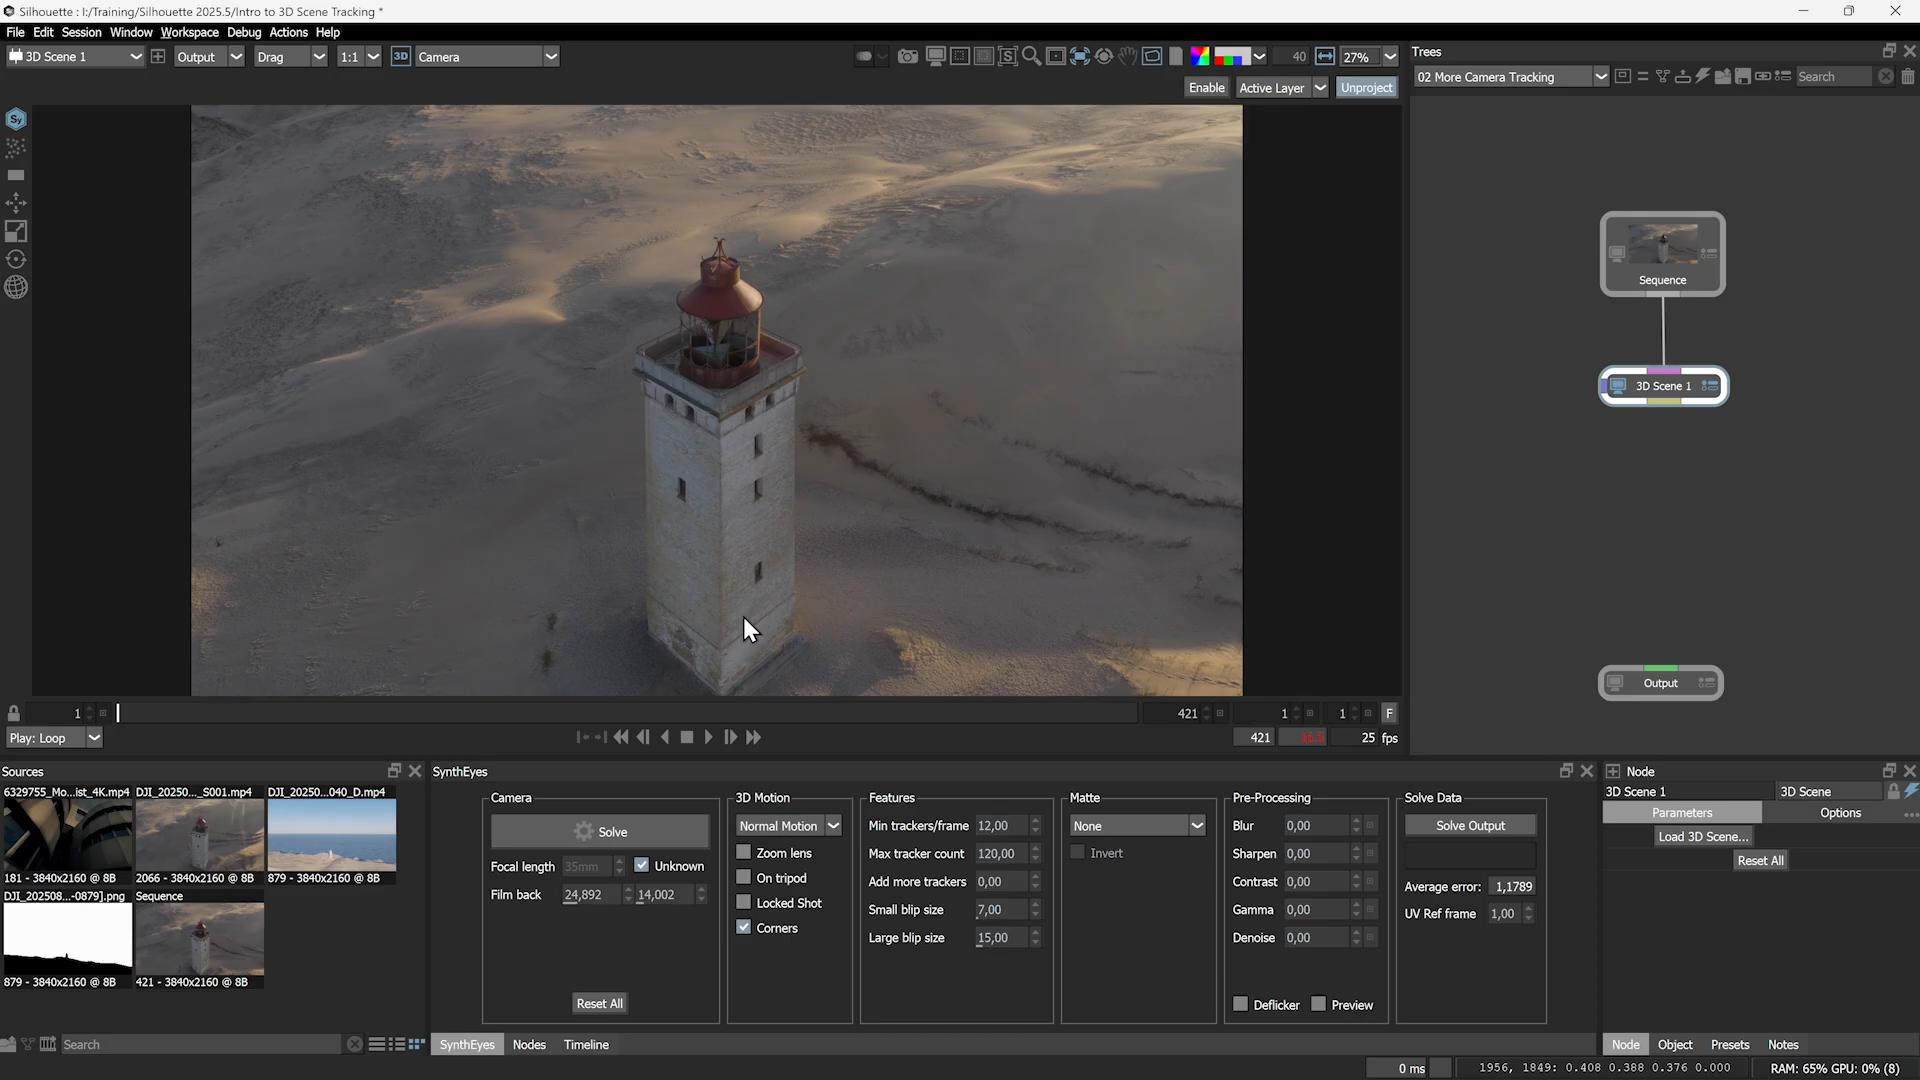 Silhouette : I:/Training/Silhouette 2025.5/Intro to 3D Scene Tracking *
File Edit Session Window Workspace Debug Actions Help
3D Scene 1 Output Drag 1:1 3D Camera 40 27%
Enable Active Layer Unproject
Trees
02 More Camera Tracking Search
Sequence
3D Scene 1
Output
1 421 1 1 F
Play: Loop 421 25 fps
Sources
6329755_Mo...ist_4K.mp4 DJI_20250..._S001.mp4 DJI_20250...040_D.mp4
181 - 3840x2160 @ 8B 2066 - 3840x2160 @ 8B 879 - 3840x2160 @ 8B
DJI_202508...-0879].png Sequence
879 - 3840x2160 @ 8B 421 - 3840x2160 @ 8B
Search
SynthEyes
Camera
Solve
Focal length 35mm Unknown
Film back 24,892 14,002
Reset All
3D Motion
Normal Motion
Zoom lens
On tripod
Locked Shot
Corners
Features
Min trackers/frame 12,00
Max tracker count 120,00
Add more trackers 0,00
Small blip size 7,00
Large blip size 15,00
Matte
None
Invert
Pre-Processing
Blur 0,00
Sharpen 0,00
Contrast 0,00
Gamma 0,00
Denoise 0,00
Deflicker Preview
Solve Data
Solve Output
Average error: 1,1789
UV Ref frame 1,00
SynthEyes Nodes Timeline
Node
3D Scene 1 3D Scene
Parameters Options
Load 3D Scene...
Reset All
Node Object Presets Notes
0 ms 1956, 1849: 0.408 0.388 0.376 0.000 RAM: 65% GPU: 0% (8)